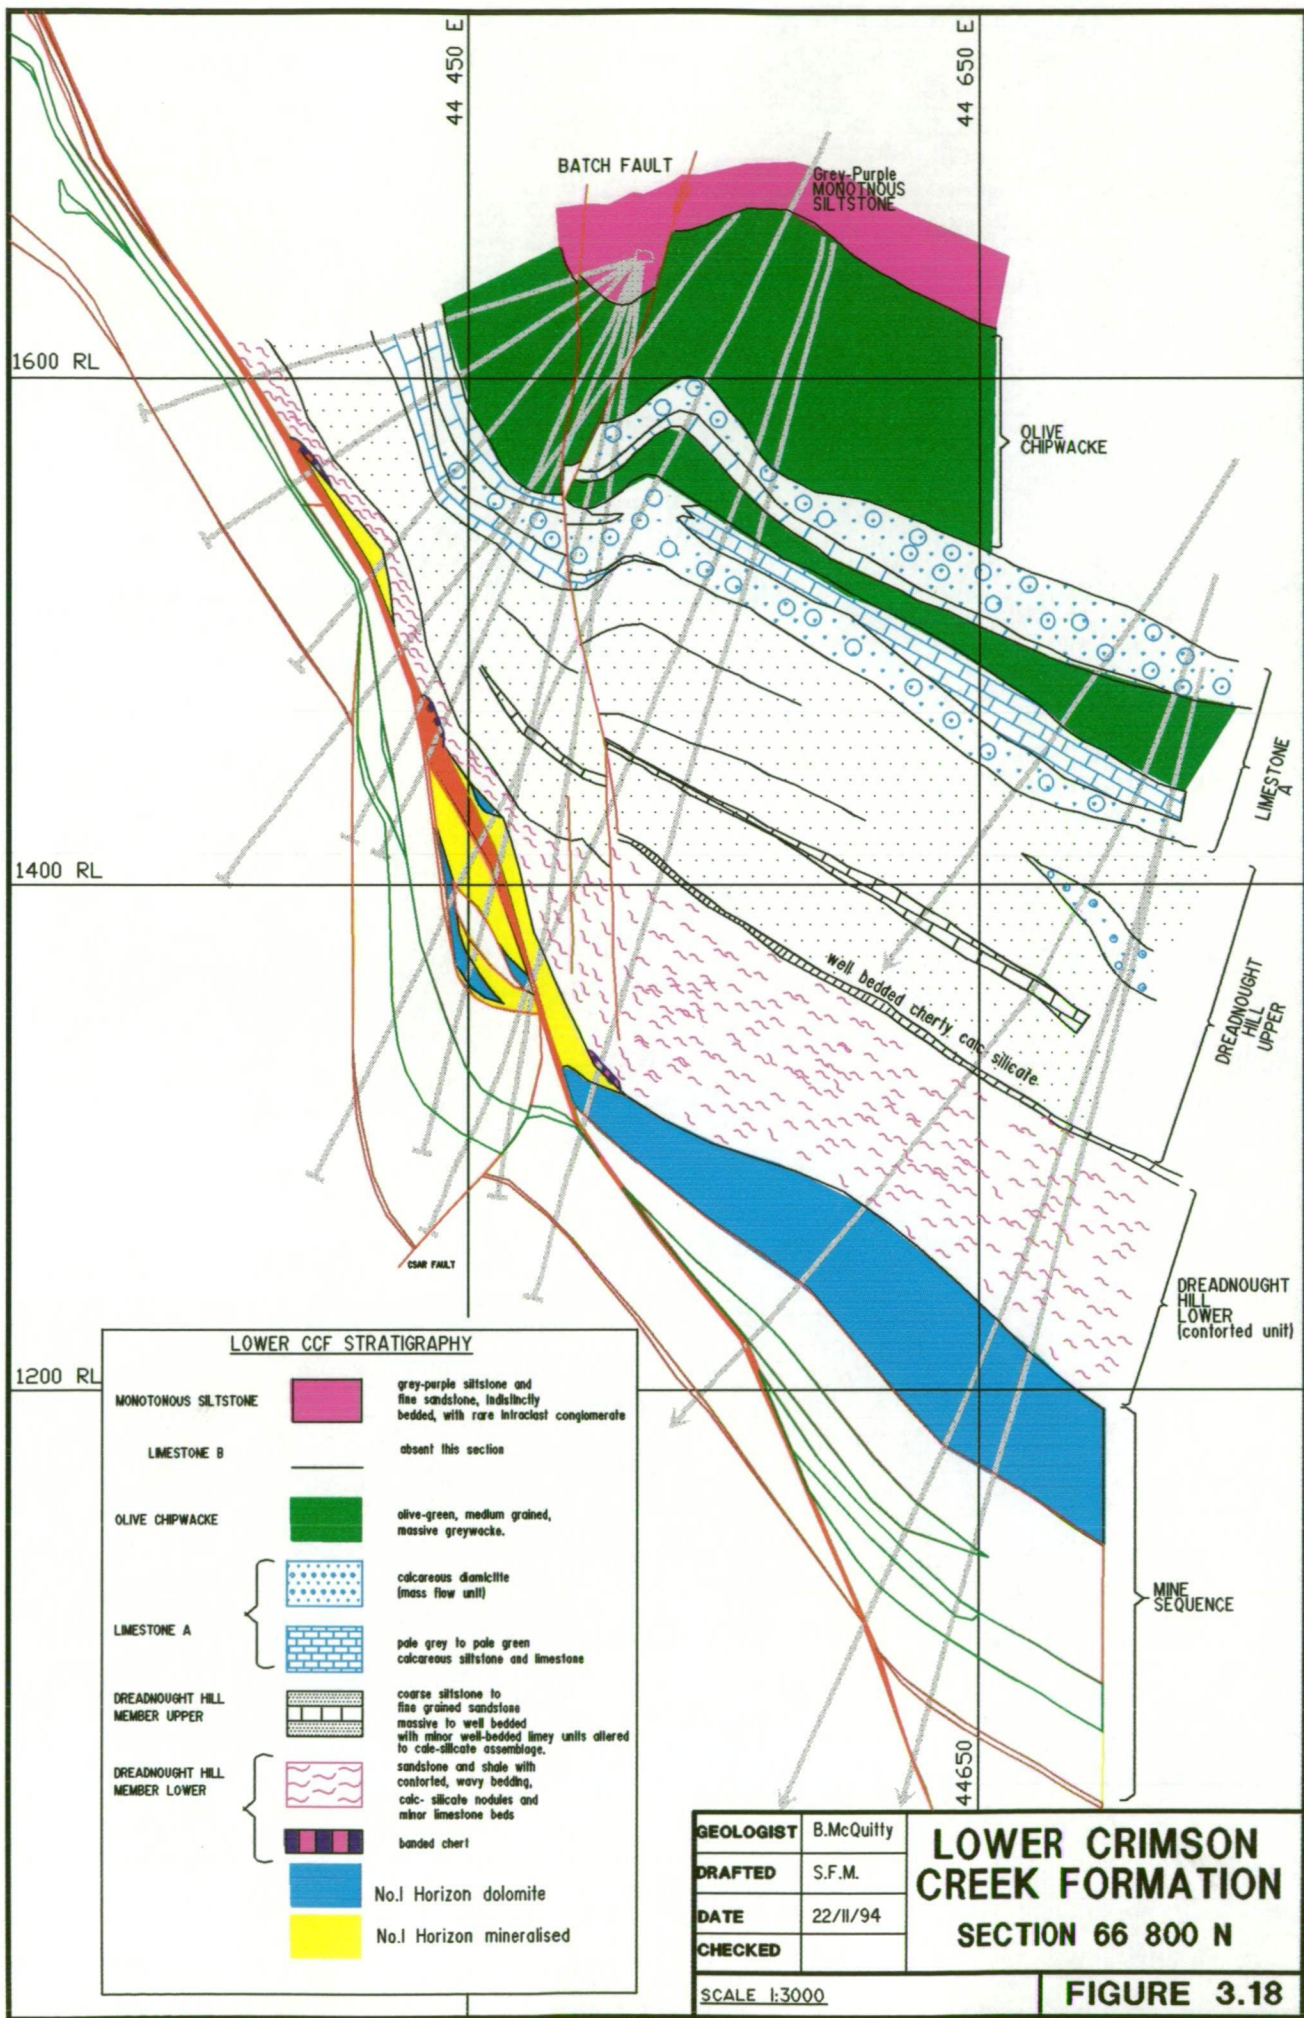 44 450 E
44 650 E
BATCH FAULT
Grey-Purple
MONOTNOUS
SILTSTONE
1600 RL
OLIVE
CHIPWACKE
LIMESTONE
A
1400 RL
well bedded cherty calc silicate
DREADNOUGHT
HILL
UPPER
CSAR FAULT
DREADNOUGHT
HILL
LOWER
(contorted unit)
1200 RL
MINE
SEQUENCE
44650
LOWER CCF STRATIGRAPHY
MONOTONOUS SILTSTONE
grey-purple siltstone and
fine sandstone, indistinctly
bedded, with rare intraclast conglomerate
LIMESTONE B
absent this section
OLIVE CHIPWACKE
olive-green, medium grained,
massive greywacke.
LIMESTONE A
calcareous diamictite
(mass flow unit)
pale grey to pale green
calcareous siltstone and limestone
DREADNOUGHT HILL
MEMBER UPPER
coarse siltstone to
fine grained sandstone
massive to well bedded
with minor well-bedded limey units altered
to calc-silicate assemblage.
DREADNOUGHT HILL
MEMBER LOWER
sandstone and shale with
contorted, wavy bedding,
calc- silicate nodules and
minor limestone beds
banded chert
No.1 Horizon dolomite
No.1 Horizon mineralised
GEOLOGIST B.McQuitty
DRAFTED S.F.M.
DATE 22/11/94
CHECKED
LOWER CRIMSON
CREEK FORMATION
SECTION 66 800 N
SCALE 1:3000
FIGURE 3.18